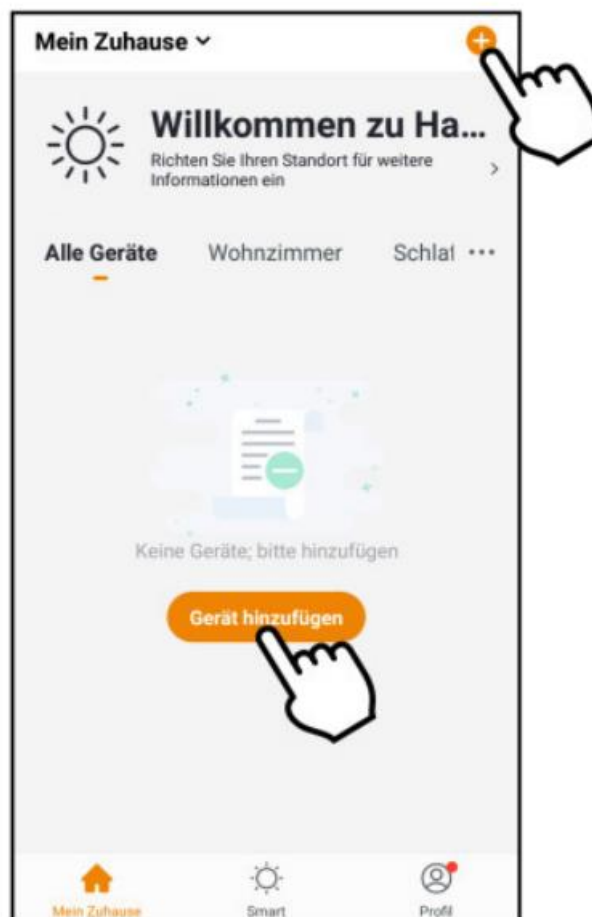 Mein Zuhause
Willkommen zu Ha...
Richten Sie Ihren Standort für weitere
Informationen ein
Alle Geräte Wohnzimmer Schlaf ...
Keine Geräte; bitte hinzufügen
Gerät hinzufügen
Mein Zuhause Smart Profil